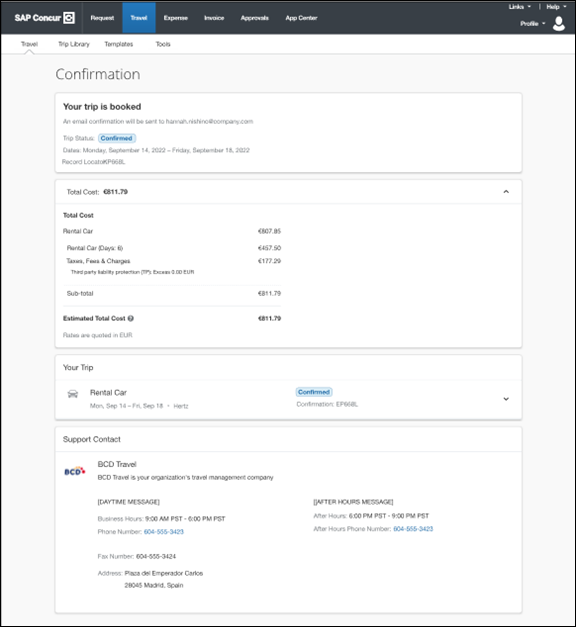 Links | Help
SAP Concur Request Travel Expense Invoice Approvals App Center
Profile
Travel Trip Library Templates Tools
Confirmation
Your trip is booked
An email confirmation will be sent to hannah.nishino@company.com
Trip Status: Confirmed
Dates: Monday, September 14, 2022 – Friday, September 18, 2022
Record Locator
Total Cost: €811.79
Total Cost
Rental Car €807.85
Rental Car (Days: 6) €457.50
Taxes, Fees & Charges €177.29
Third party liability protection (TP): Excess 0.00 EUR
Sub-total €811.79
Estimated Total Cost €811.79
Rates are quoted in EUR
Your Trip
Rental Car Confirmed
Mon, Sep 14 – Fri, Sep 18 • Hertz Confirmation: EP66BL
Support Contact
BCD BCD Travel
BCD Travel is your organization's travel management company
[DAYTIME MESSAGE] [[AFTER HOURS MESSAGE]
Business Hours: 9:00 AM PST - 6:00 PM PST After Hours: 6:00 PM PST - 9:00 PM PST
Phone Number: 604-555-3423 After Hours Phone Number: 604-555-3423
Fax Number: 604-555-3424
Address: Plaza del Emperador Carlos
28045 Madrid, Spain